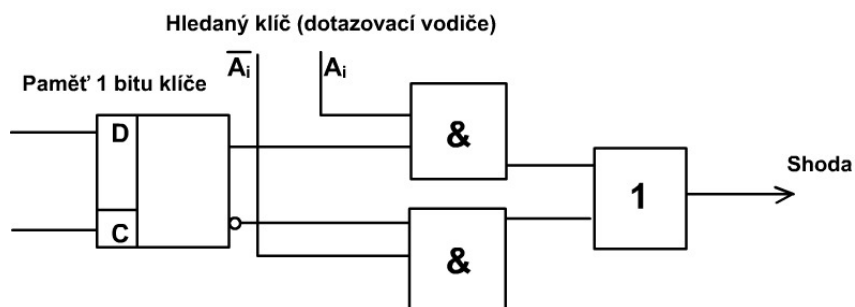 Hledaný klíč (dotazovací vodiče)
A̅i Ai
Paměť 1 bitu klíče
D
&
Shoda
1
C
&